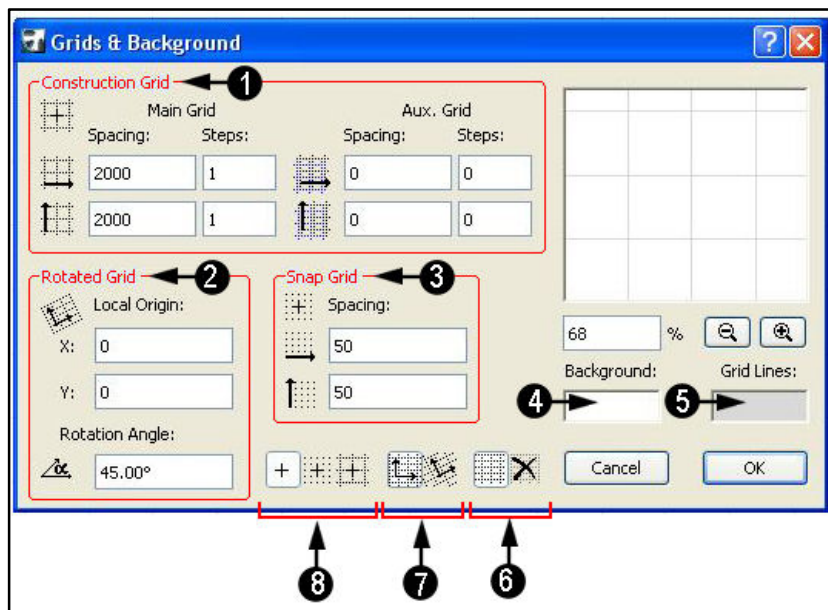 Grids & Background
Construction Grid 1
Main Grid Aux. Grid
Spacing: Steps: Spacing: Steps:
2000 1 0 0
2000 1 0 0
Rotated Grid 2
Local Origin:
X: 0
Y: 0
Rotation Angle:
α 45.00°
Snap Grid 3
Spacing:
50
50
68 %
Background: Grid Lines:
4 5
Cancel OK
8 7 6